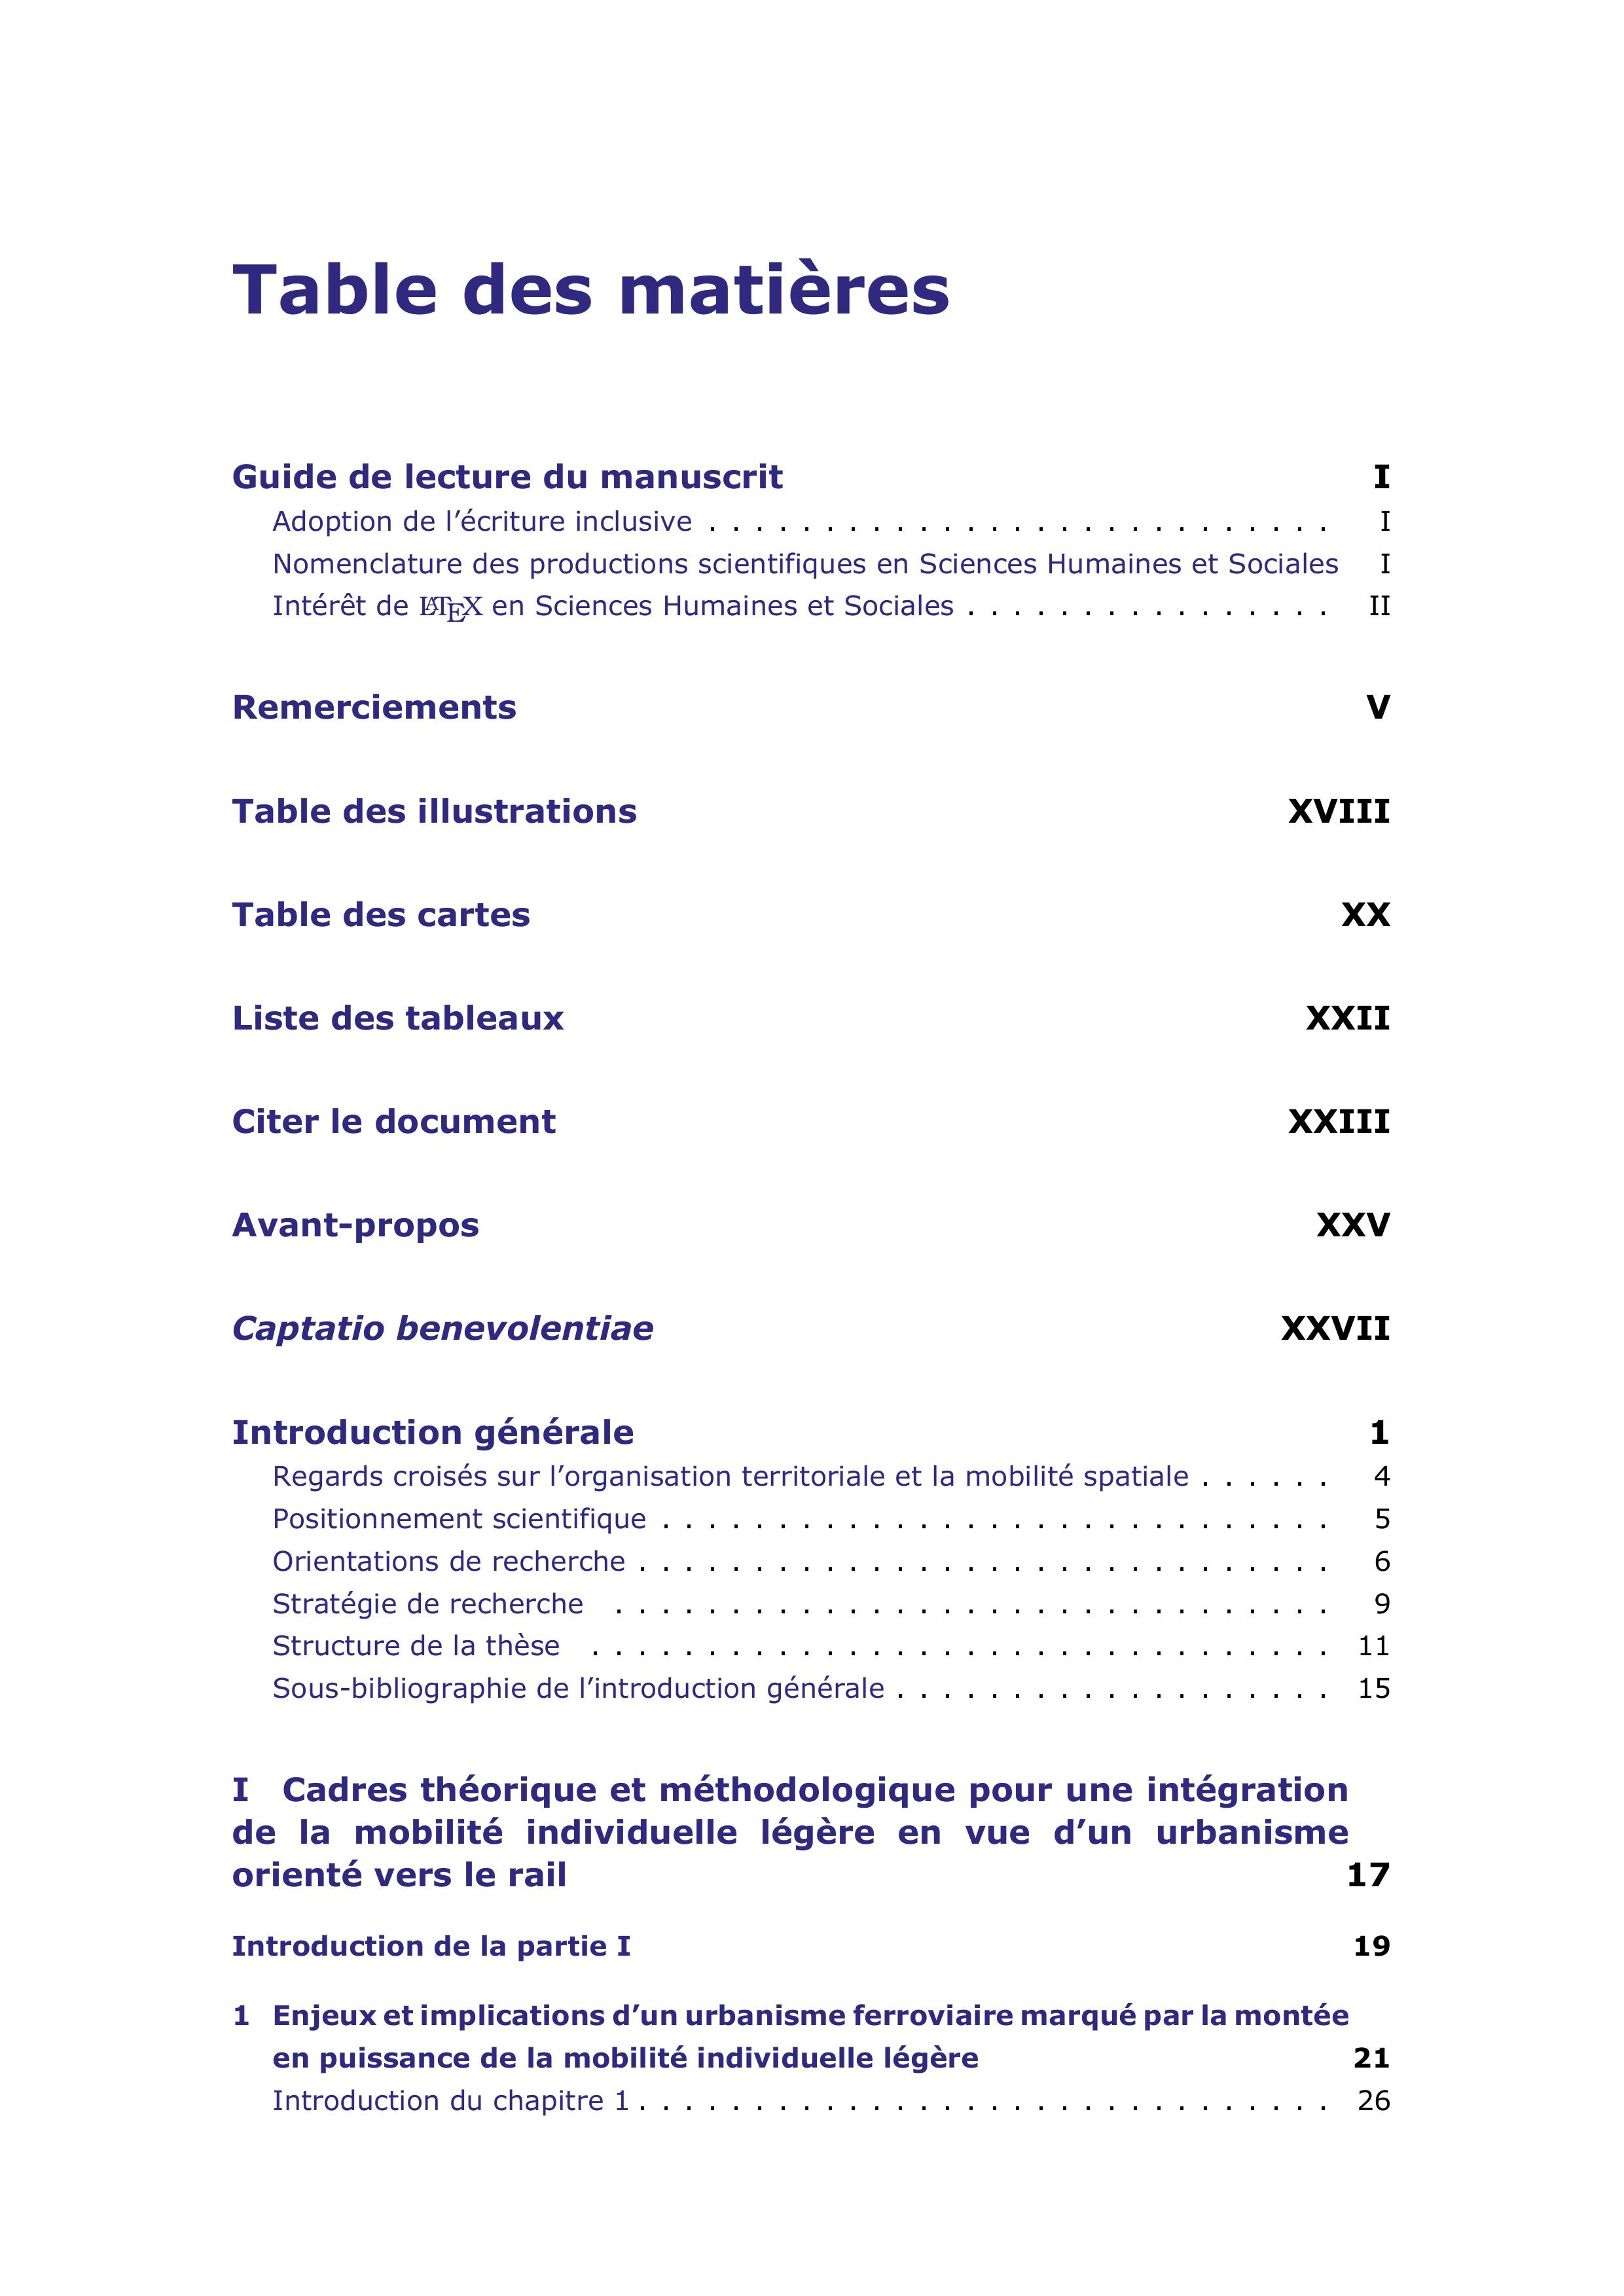 Table des matières
Guide de lecture du manuscrit I
Adoption de l’écriture inclusive . . . . . . . . . . . . . . . . . . . . . . . . . . . I
Nomenclature des productions scientifiques en Sciences Humaines et Sociales I
Intérêt de LATEX en Sciences Humaines et Sociales . . . . . . . . . . . . . . . . II
Remerciements V
Table des illustrations XVIII
Table des cartes XX
Liste des tableaux XXII
Citer le document XXIII
Avant-propos XXV
Captatio benevolentiae XXVII
Introduction générale 1
Regards croisés sur l’organisation territoriale et la mobilité spatiale . . . . . . 4
Positionnement scientifique . . . . . . . . . . . . . . . . . . . . . . . . . . . . . 5
Orientations de recherche . . . . . . . . . . . . . . . . . . . . . . . . . . . . . . 6
Stratégie de recherche . . . . . . . . . . . . . . . . . . . . . . . . . . . . . . . 9
Structure de la thèse . . . . . . . . . . . . . . . . . . . . . . . . . . . . . . . . 11
Sous-bibliographie de l’introduction générale . . . . . . . . . . . . . . . . . . . 15
I Cadres théorique et méthodologique pour une intégration
de la mobilité individuelle légère en vue d’un urbanisme
orienté vers le rail 17
Introduction de la partie I 19
1 Enjeux et implications d’un urbanisme ferroviaire marqué par la montée
en puissance de la mobilité individuelle légère 21
Introduction du chapitre 1 . . . . . . . . . . . . . . . . . . . . . . . . . . . . . . 26